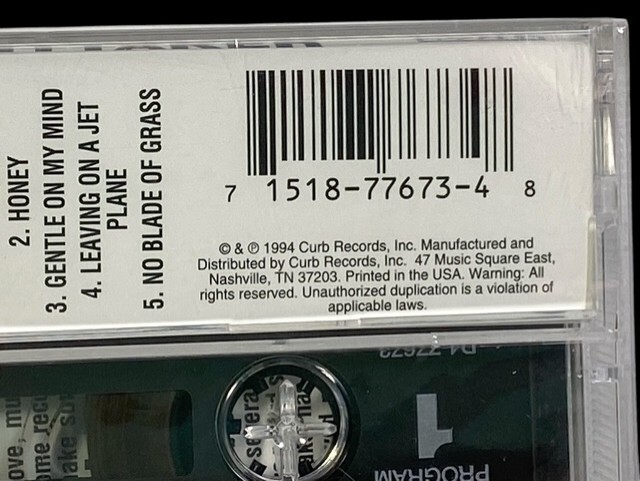 2. HONEY
3. GENTLE ON MY MIND
4. LEAVING ON A JET
PLANE
5. NO BLADE OF GRASS
7 1518-77673-4 8
© & ℗ 1994 Curb Records, Inc. Manufactured and
Distributed by Curb Records, Inc. 47 Music Square East,
Nashville, TN 37203. Printed in the USA. Warning: All
rights reserved. Unauthorized duplication is a violation of
applicable laws.
D4-77673
1
PROGRAM